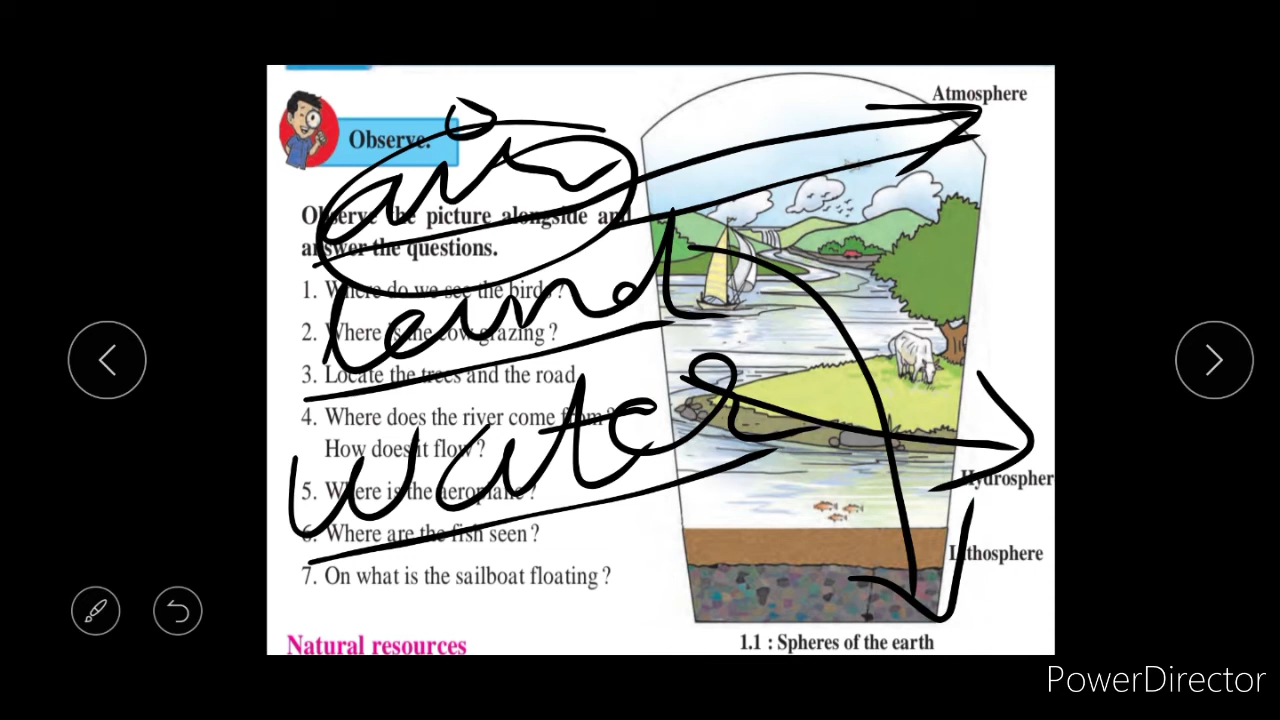 Observe.
Observe the picture alongside and
answer the questions.
1. Where do we see the birds?
2. Where is the cow grazing?
3. Locate the trees and the road
4. Where does the river come from?
How does it flow?
5. Where is the aeroplane?
6. Where are the fish seen?
7. On what is the sailboat floating?
Natural resources
air
land
water
Atmosphere
Hydrospher
Lithosphere
1.1 : Spheres of the earth
PowerDirector